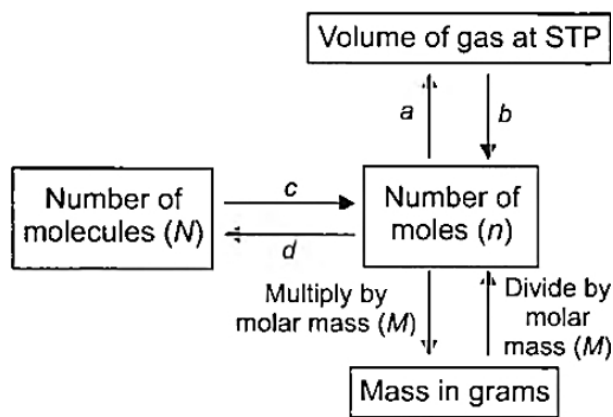 Volume of gas at STP
a
b
Number of
molecules (N)
c
d
Number of
moles (n)
Multiply by
molar mass (M)
Divide by
molar
mass (M)
Mass in grams